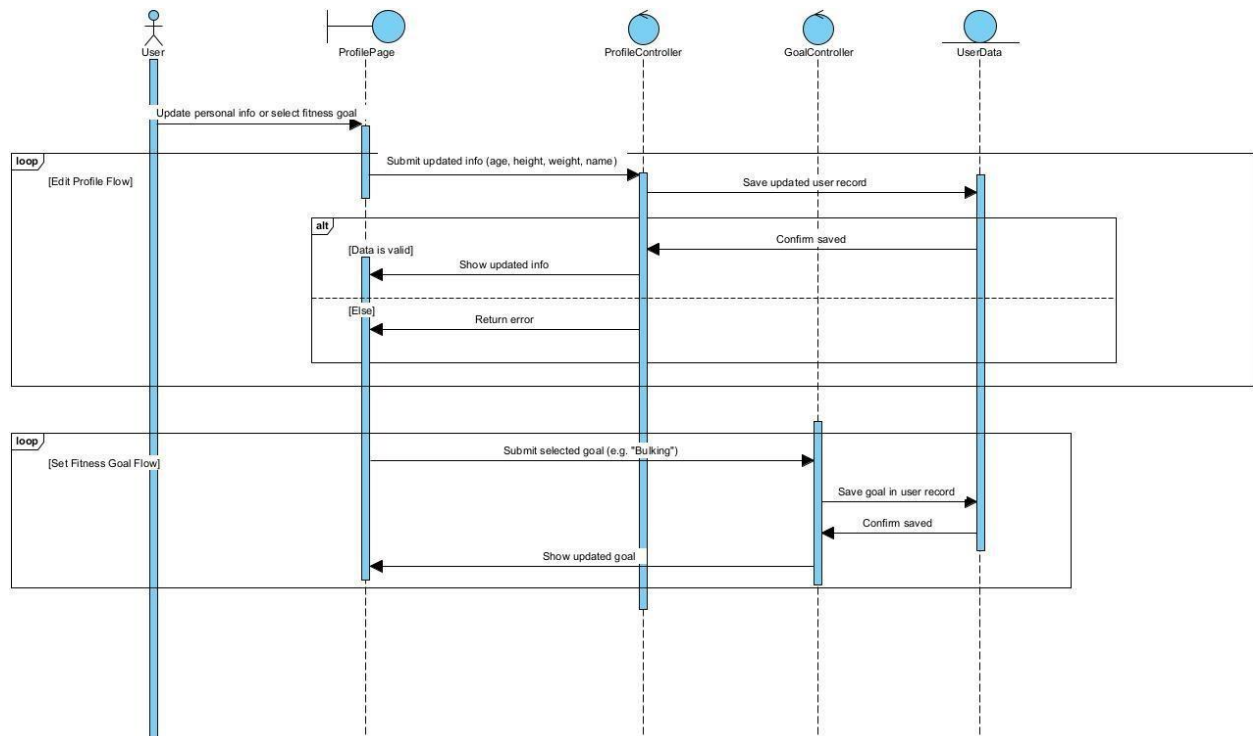 User
ProfilePage
ProfileController
GoalController
UserData
Update personal info or select fitness goal
loop
Submit updated info (age, height, weight, name)
[Edit Profile Flow]
Save updated user record
alt
Confirm saved
[Data is valid]
Show updated info
[Else]
Return error
loop
Submit selected goal (e.g. "Bulking")
[Set Fitness Goal Flow]
Save goal in user record
Confirm saved
Show updated goal